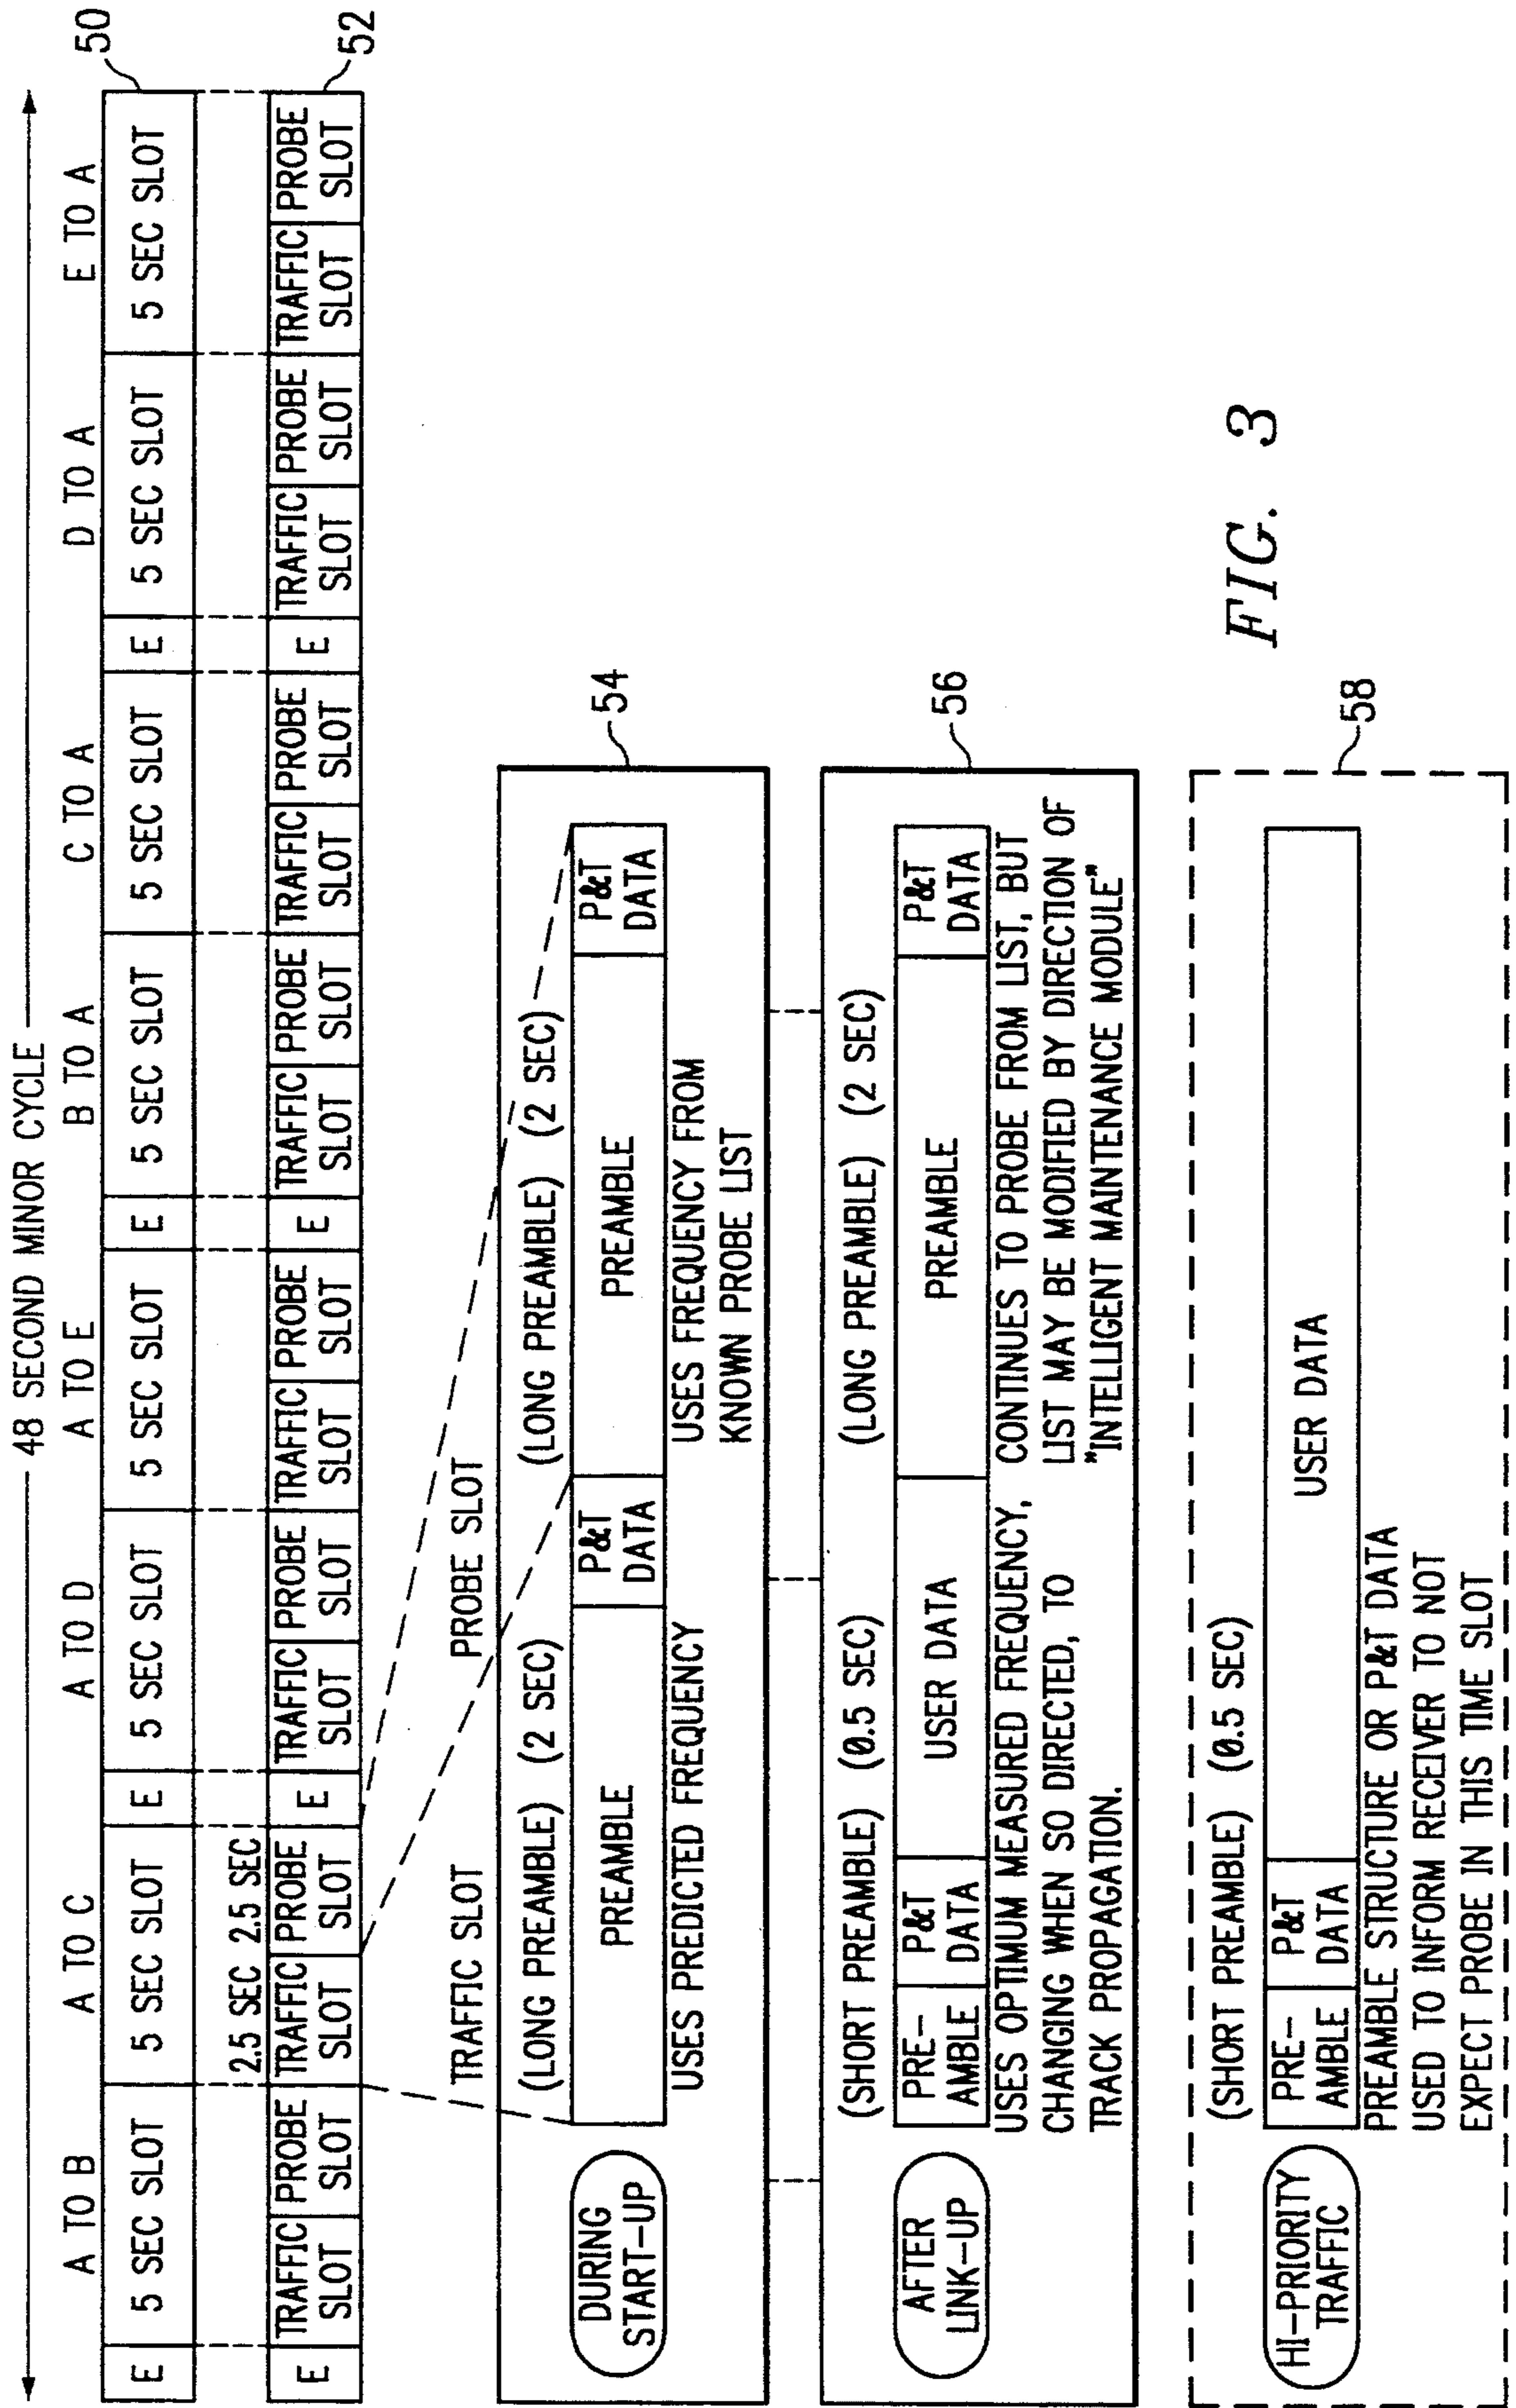 48 SECOND MINOR CYCLE
A TO B A TO C A TO D A TO E B TO A C TO A D TO A E TO A
E 5 SEC SLOT 5 SEC SLOT E 5 SEC SLOT 5 SEC SLOT E 5 SEC SLOT 5 SEC SLOT E 5 SEC SLOT 5 SEC SLOT 50
2.5 SEC 2.5 SEC
E TRAFFIC PROBE TRAFFIC PROBE E TRAFFIC PROBE TRAFFIC PROBE E TRAFFIC PROBE TRAFFIC PROBE E TRAFFIC PROBE TRAFFIC PROBE 52
SLOT SLOT SLOT SLOT SLOT SLOT SLOT SLOT SLOT SLOT SLOT SLOT SLOT SLOT SLOT SLOT
TRAFFIC SLOT PROBE SLOT
54
(LONG PREAMBLE) (2 SEC) (LONG PREAMBLE) (2 SEC)
DURING
START-UP
PREAMBLE
P&T
DATA
PREAMBLE
P&T
DATA
USES PREDICTED FREQUENCY
USES FREQUENCY FROM
KNOWN PROBE LIST
56
(SHORT PREAMBLE) (0.5 SEC) (LONG PREAMBLE) (2 SEC)
AFTER
LINK-UP
PRE-
AMBLE
P&T
DATA
USER DATA
PREAMBLE
P&T
DATA
USES OPTIMUM MEASURED FREQUENCY,
CHANGING WHEN SO DIRECTED, TO
TRACK PROPAGATION.
CONTINUES TO PROBE FROM LIST, BUT
LIST MAY BE MODIFIED BY DIRECTION OF
"INTELLIGENT MAINTENANCE MODULE"
58
(SHORT PREAMBLE) (0.5 SEC)
HI-PRIORITY
TRAFFIC
PRE-
AMBLE
P&T
DATA
USER DATA
PREAMBLE STRUCTURE OR P&T DATA
USED TO INFORM RECEIVER TO NOT
EXPECT PROBE IN THIS TIME SLOT
FIG. 3